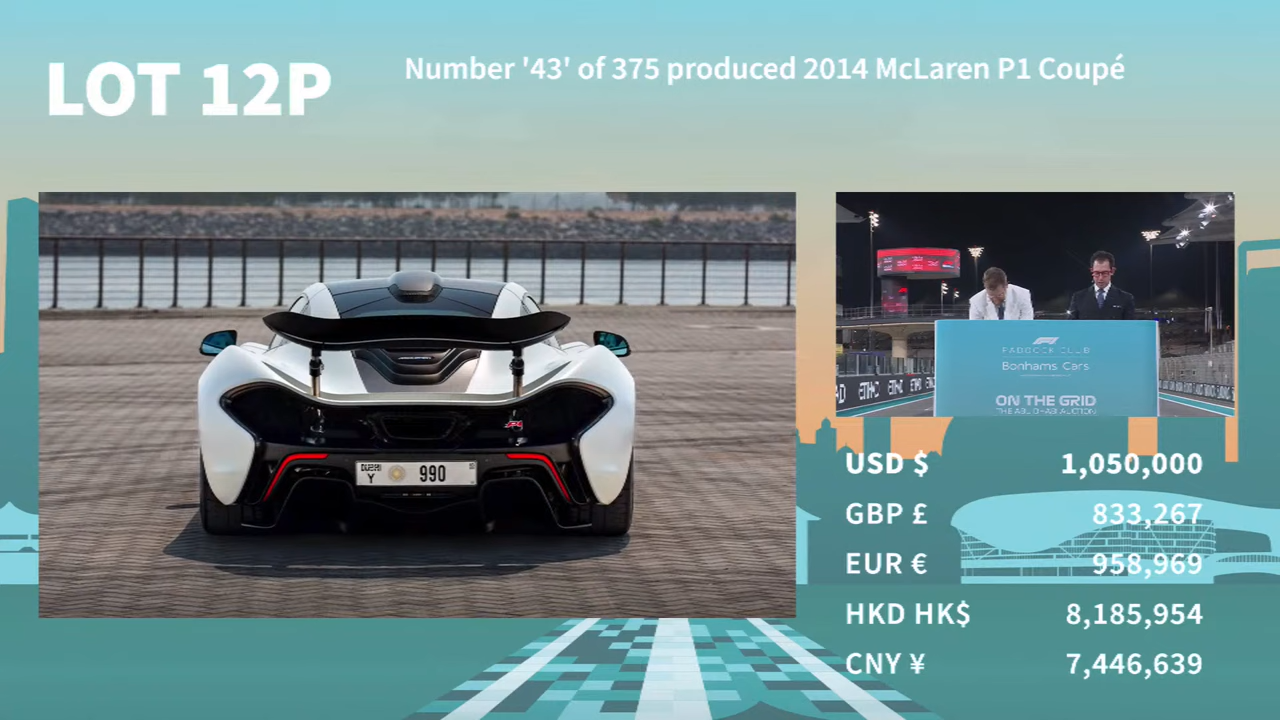 LOT 12P
Number '43' of 375 produced 2014 McLaren P1 Coupé
DUBAI
Y
990
PADDOCK CLUB
Bonhams Cars
ON THE GRID
THE ABU DHABI AUCTION
ETIHAD
USD $ 1,050,000
GBP £ 833,267
EUR € 958,969
HKD HK$ 8,185,954
CNY ¥ 7,446,639